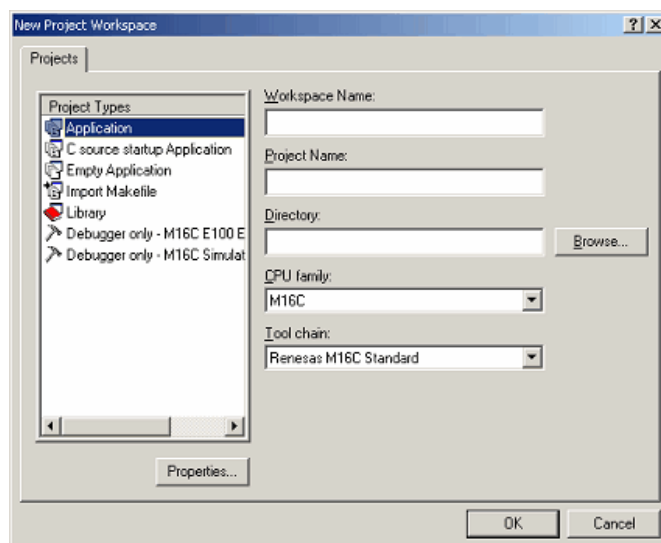 New Project Workspace
Projects
Project Types
Application
C source startup Application
Empty Application
Import Makefile
Library
Debugger only - M16C E100 E
Debugger only - M16C Simulat
Properties...
Workspace Name:
Project Name:
Directory:
Browse...
CPU family:
M16C
Tool chain:
Renesas M16C Standard
OK
Cancel